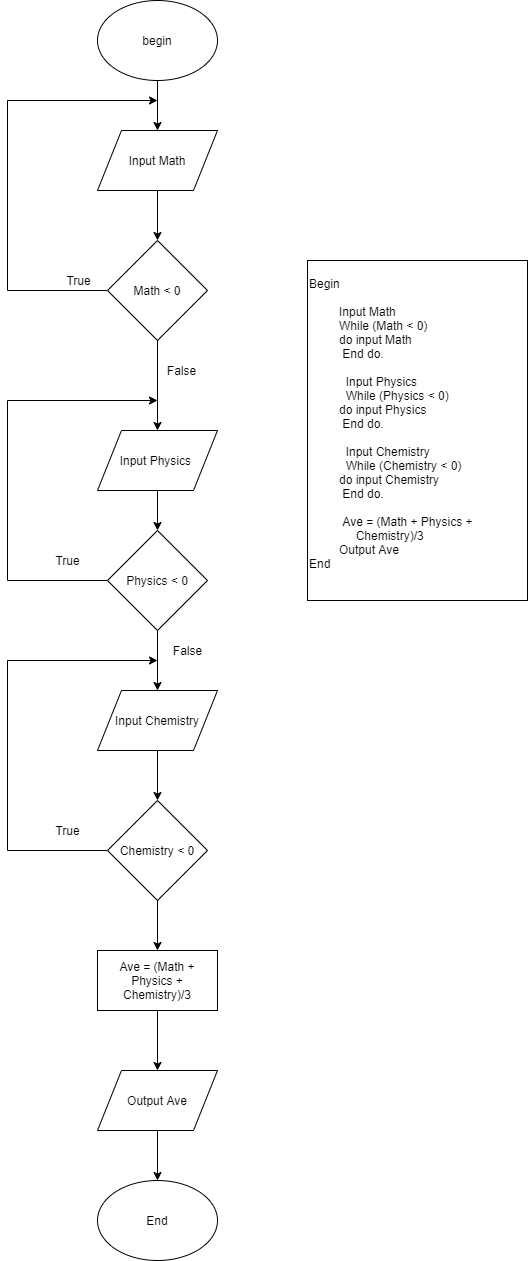 begin
Input Math
True
Math < 0
False
Input Physics
True
Physics < 0
False
Input Chemistry
True
Chemistry < 0
Ave = (Math +
Physics +
Chemistry)/3
Output Ave
End
Begin
Input Math
While (Math < 0)
do input Math
End do.
Input Physics
While (Physics < 0)
do input Physics
End do.
Input Chemistry
While (Chemistry < 0)
do input Chemistry
End do.
Ave = (Math + Physics +
Chemistry)/3
Output Ave
End